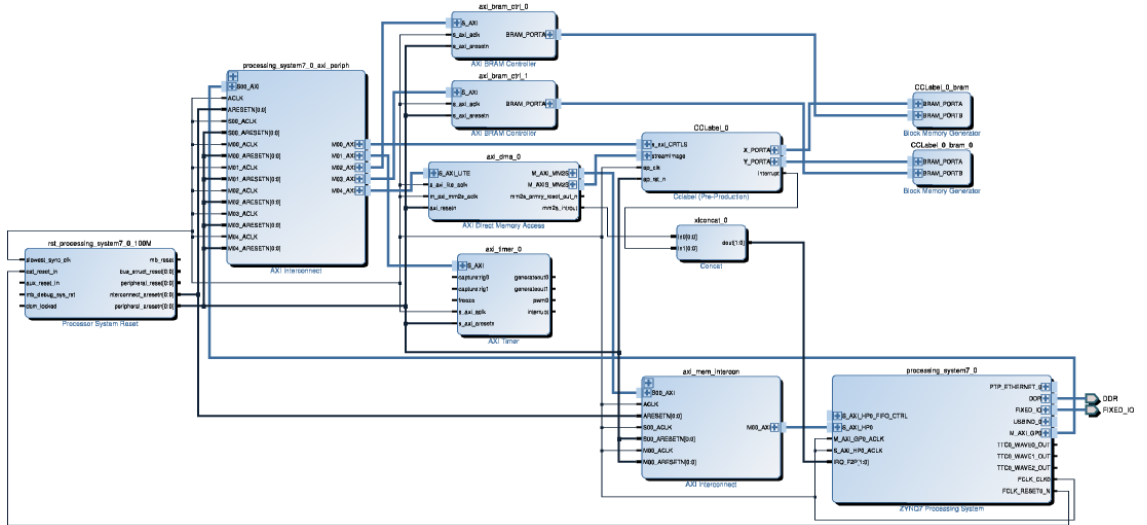 axi_bram_ctrl_0
S_AXI
s_axi_aclk
s_axi_aresetn
BRAM_PORTA
AXI BRAM Controller
processing_system7_0_axi_periph
S00_AXI
ACLK
ARESETN[0:0]
S00_ACLK
S00_ARESETN[0:0]
M00_ACLK
M00_ARESETN[0:0]
M01_ACLK
M01_ARESETN[0:0]
M02_ACLK
M02_ARESETN[0:0]
M03_ACLK
M03_ARESETN[0:0]
M04_ACLK
M04_ARESETN[0:0]
M00_AXI
M01_AXI
M02_AXI
M03_AXI
M04_AXI
AXI Interconnect
axi_bram_ctrl_1
S_AXI
s_axi_aclk
s_axi_aresetn
BRAM_PORTA
AXI BRAM Controller
CCLabel_0_bram
BRAM_PORTA
BRAM_PORTB
Block Memory Generator
CCLabel_0_bram_0
BRAM_PORTA
BRAM_PORTB
Block Memory Generator
CCLabel_0
s_axi_CRTLS
streamImage
ap_clk
ap_rst_n
X_PORTA
Y_PORTA
interrupt
Cclabel (Pre-Production)
axi_dma_0
S_AXI_LITE
s_axi_lite_aclk
m_axi_mm2s_aclk
axi_resetn
M_AXI_MM2S
M_AXIS_MM2S
mm2s_prmry_reset_out_n
mm2s_introut
AXI Direct Memory Access
xlconcat_0
In0[0:0]
In1[0:0]
dout[1:0]
Concat
rst_processing_system7_0_100M
slowest_sync_clk
ext_reset_in
aux_reset_in
mb_debug_sys_rst
dcm_locked
mb_reset
bus_struct_reset[0:0]
peripheral_reset[0:0]
interconnect_aresetn[0:0]
peripheral_aresetn[0:0]
Processor System Reset
axi_timer_0
S_AXI
capturetrig0
capturetrig1
freeze
s_axi_aclk
s_axi_aresetn
generateout0
generateout1
pwm0
interrupt
AXI Timer
axi_mem_intercon
S00_AXI
ACLK
ARESETN[0:0]
S00_ACLK
S00_ARESETN[0:0]
M00_ACLK
M00_ARESETN[0:0]
M00_AXI
AXI Interconnect
processing_system7_0
S_AXI_HP0_FIFO_CTRL
S_AXI_HP0
M_AXI_GP0_ACLK
S_AXI_HP0_ACLK
IRQ_F2P[1:0]
PTP_ETHERNET_0
DDR
FIXED_IO
USBIND_0
M_AXI_GP0
TTC0_WAVE0_OUT
TTC0_WAVE1_OUT
TTC0_WAVE2_OUT
FCLK_CLK0
FCLK_RESET0_N
ZYNQ7 Processing System
DDR
FIXED_IO